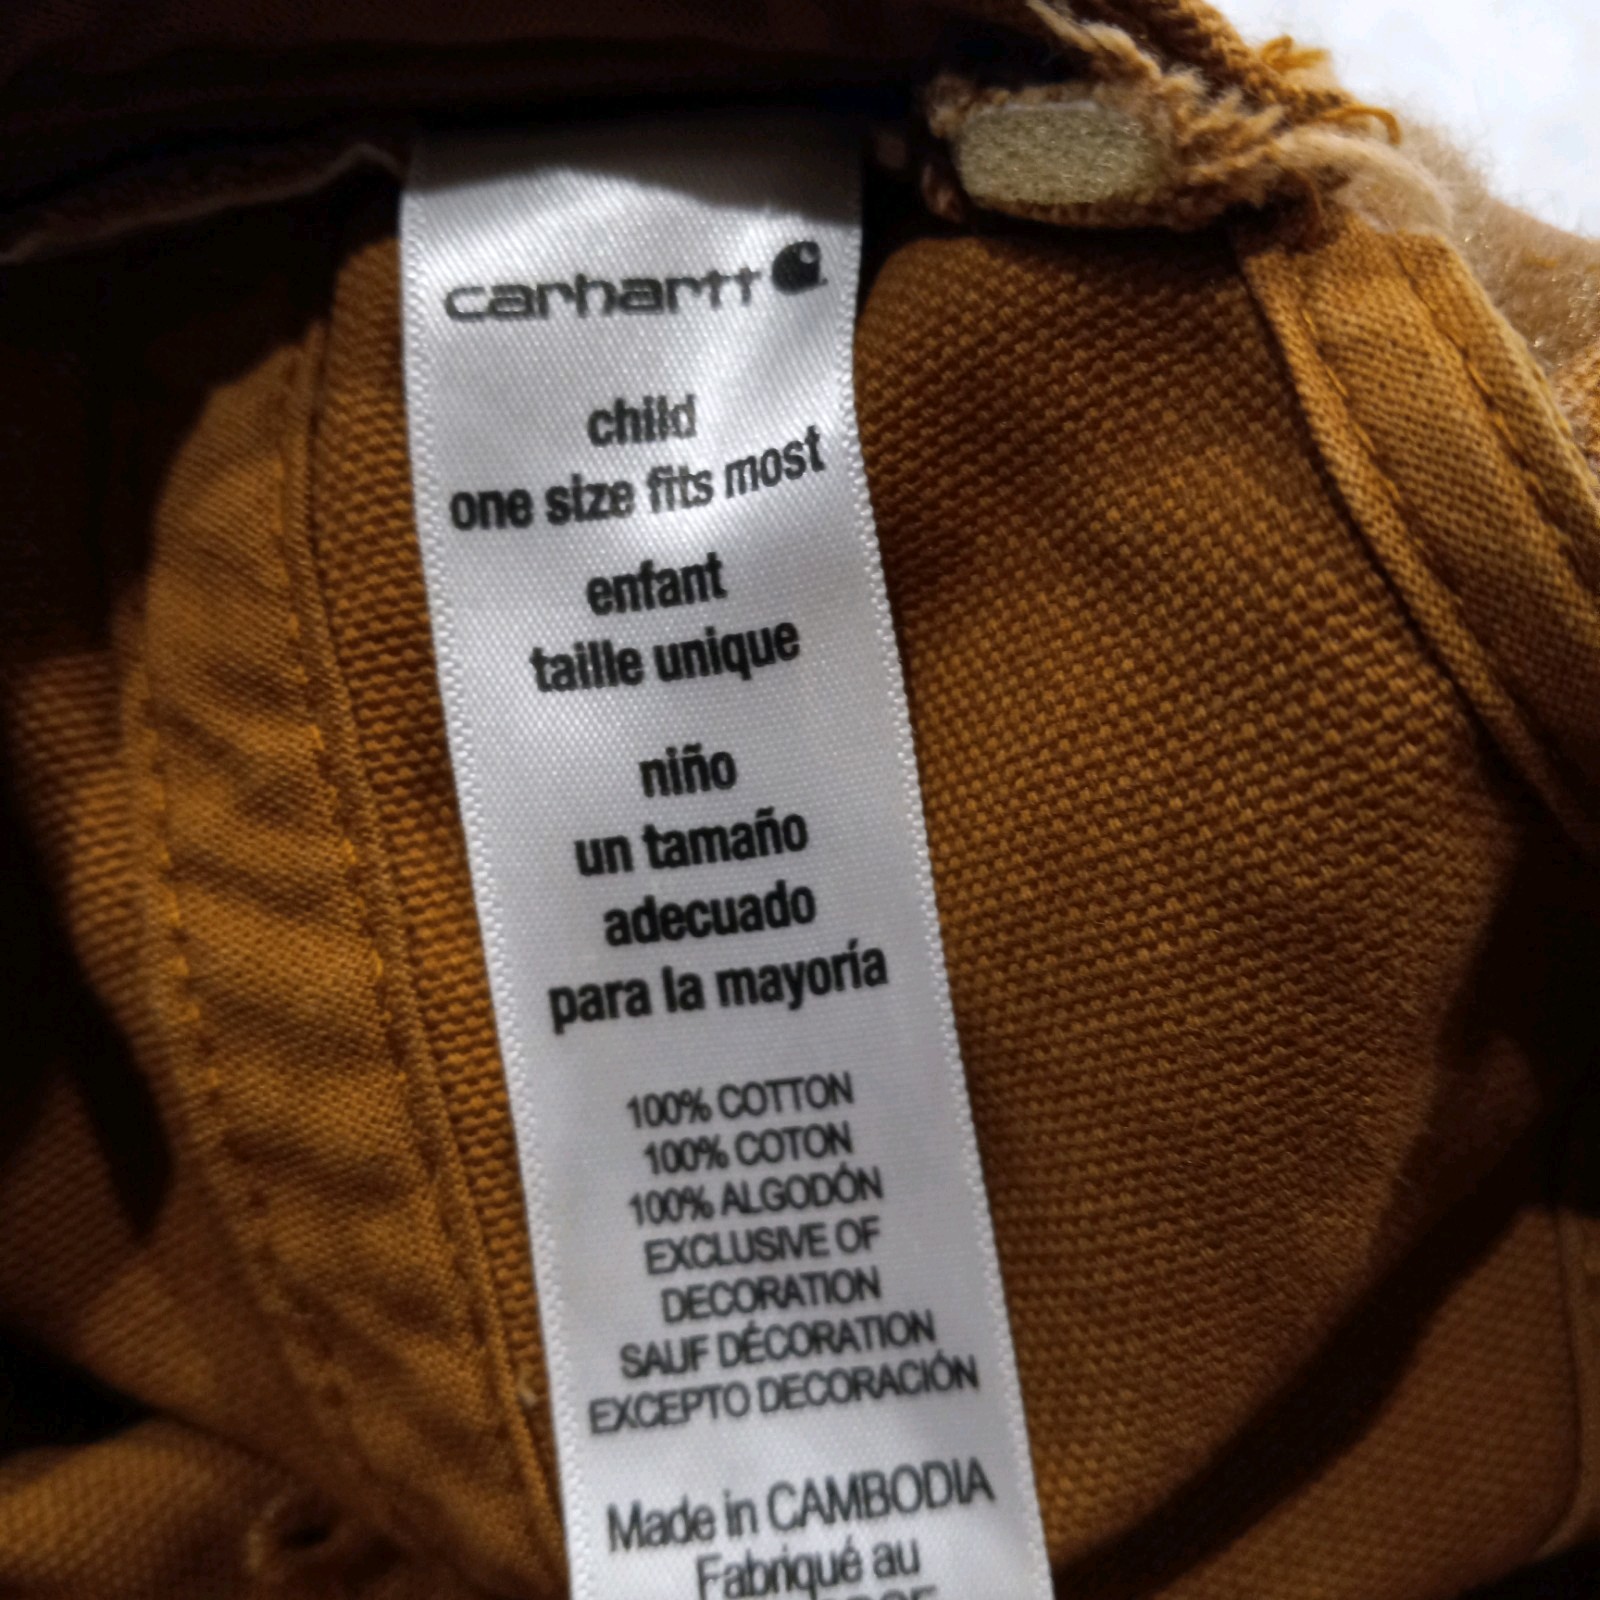 carhartt
child
one size fits most
enfant
taille unique
niño
un tamaño
adecuado
para la mayoría
100% COTTON
100% COTON
100% ALGODÓN
EXCLUSIVE OF
DECORATION
SAUF DÉCORATION
EXCEPTO DECORACIÓN
Made in CAMBODIA
Fabriqué au